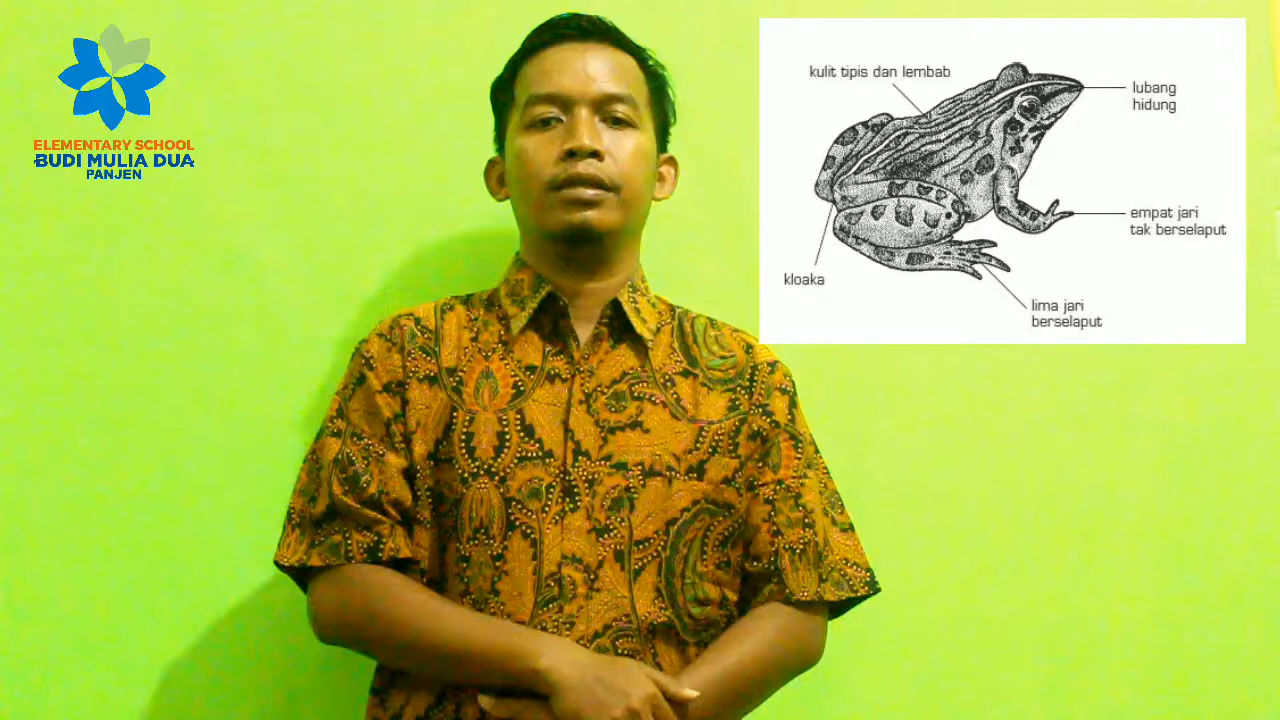 ELEMENTARY SCHOOL
BUDI MULIA DUA
PANJEN
kulit tipis dan lembab
lubang
hidung
empat jari
tak berselaput
kloaka
lima jari
berselaput